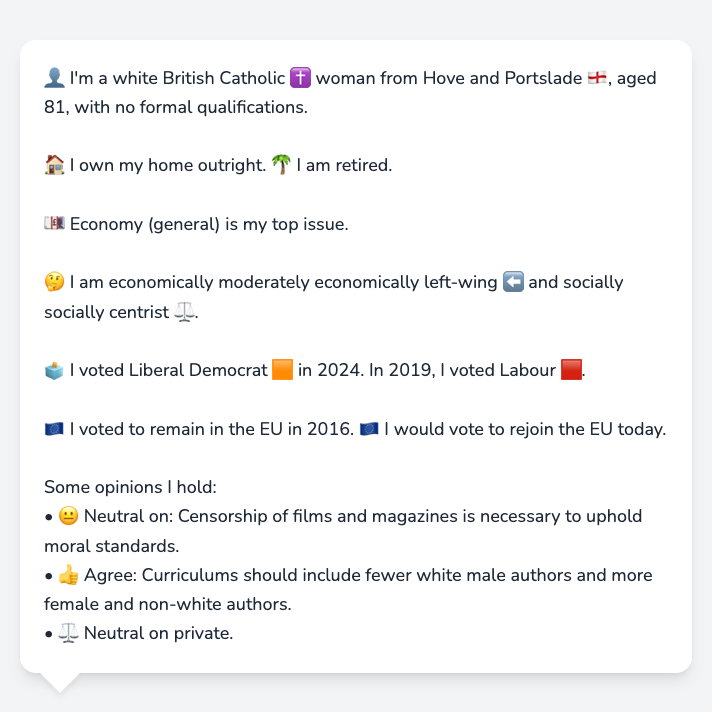 👤 I'm a white British Catholic ✝️ woman from Hove and Portslade 🏴󠁧󠁢󠁥󠁮󠁧󠁿, aged
81, with no formal qualifications.
🏠 I own my home outright. 🌴 I am retired.
💷 Economy (general) is my top issue.
🤔 I am economically moderately economically left-wing ⬅️ and socially
socially centrist ⚖️.
🗳️ I voted Liberal Democrat 🟧 in 2024. In 2019, I voted Labour 🟥.
🇪🇺 I voted to remain in the EU in 2016. 🇪🇺 I would vote to rejoin the EU today.
Some opinions I hold:
• 😐 Neutral on: Censorship of films and magazines is necessary to uphold
moral standards.
• 👍 Agree: Curriculums should include fewer white male authors and more
female and non-white authors.
• ⚖️ Neutral on private.